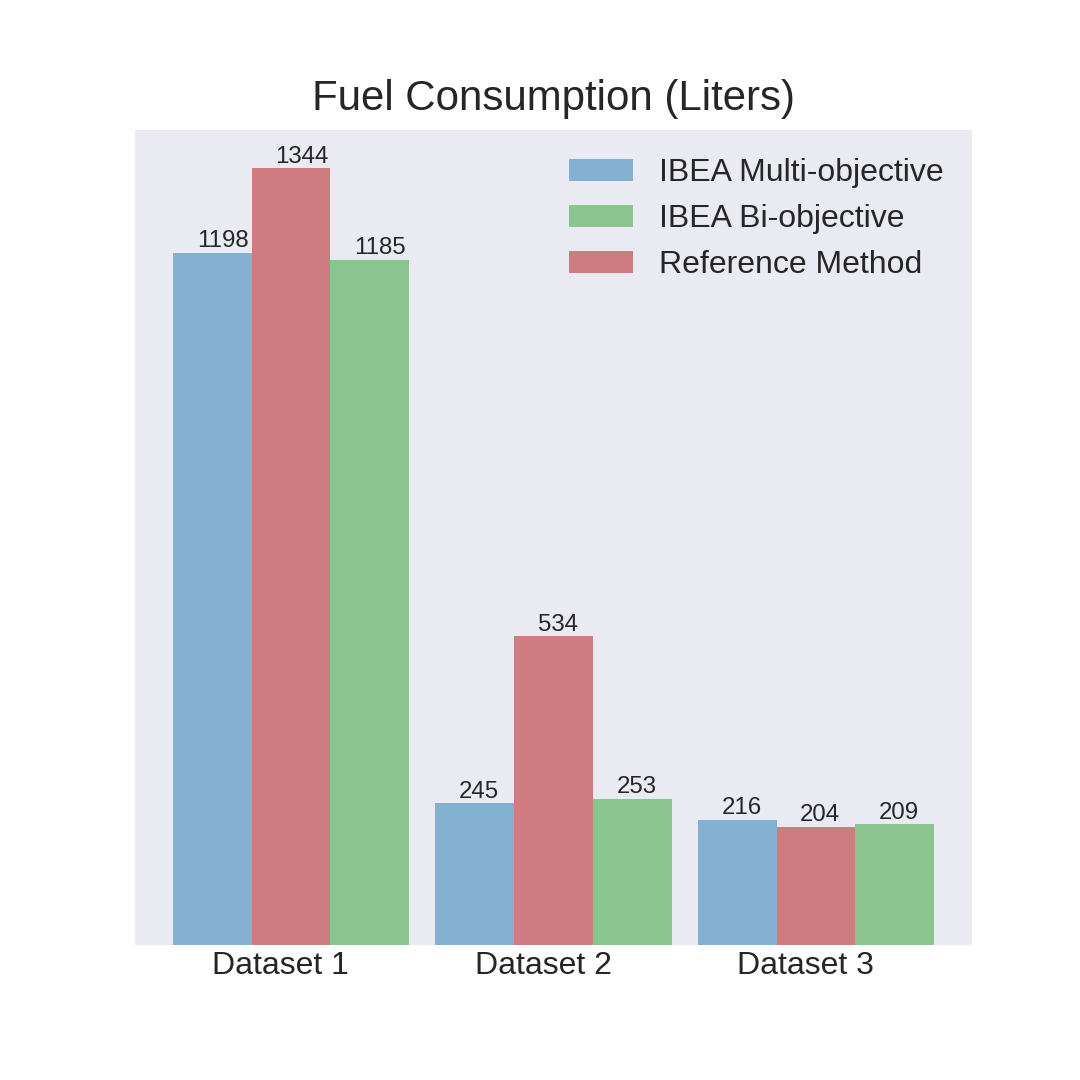 Fuel Consumption (Liters)
IBEA Multi-objective
IBEA Bi-objective
Reference Method
1198
1344
1185
245
534
253
216
204
209
Dataset 1
Dataset 2
Dataset 3